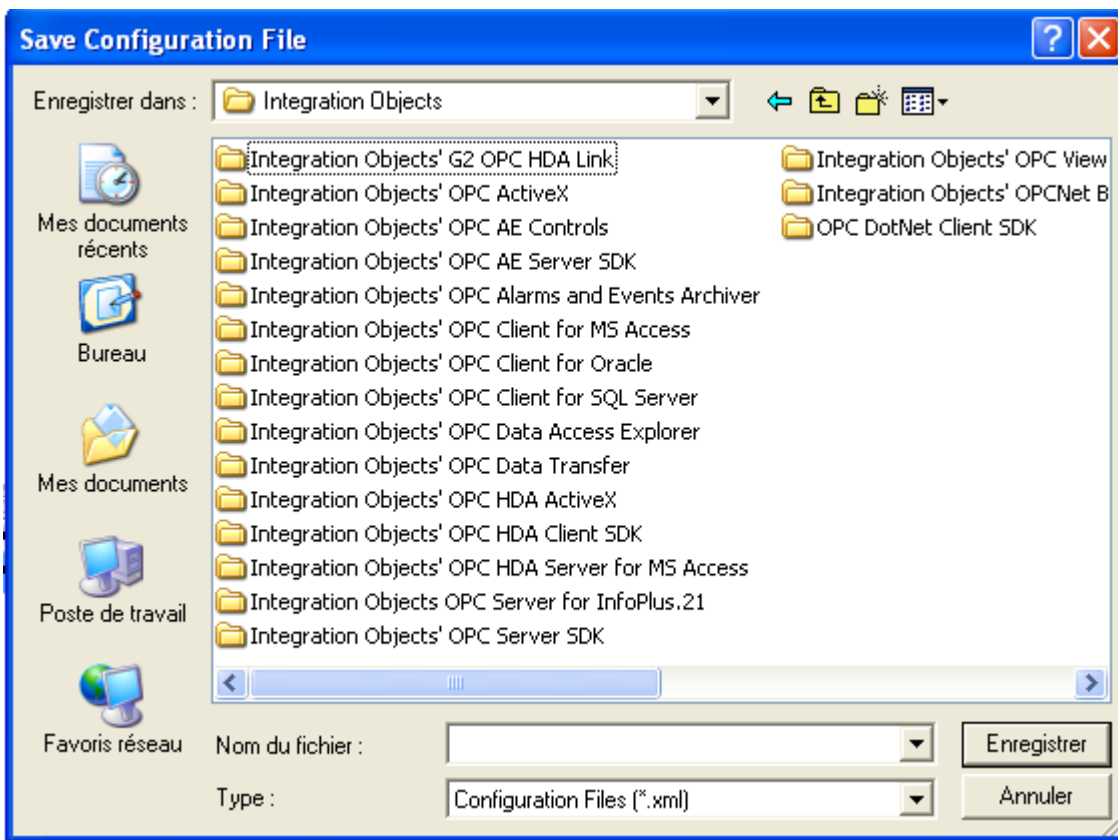 Save Configuration File
Enregistrer dans :
Integration Objects
Mes documents
récents
Bureau
Mes documents
Poste de travail
Favoris réseau
Integration Objects' G2 OPC HDA Link
Integration Objects' OPC ActiveX
Integration Objects' OPC AE Controls
Integration Objects' OPC AE Server SDK
Integration Objects' OPC Alarms and Events Archiver
Integration Objects' OPC Client for MS Access
Integration Objects' OPC Client for Oracle
Integration Objects' OPC Client for SQL Server
Integration Objects' OPC Data Access Explorer
Integration Objects' OPC Data Transfer
Integration Objects' OPC HDA ActiveX
Integration Objects' OPC HDA Client SDK
Integration Objects' OPC HDA Server for MS Access
Integration Objects OPC Server for InfoPlus.21
Integration Objects' OPC Server SDK
Integration Objects' OPC View
Integration Objects' OPCNet B
OPC DotNet Client SDK
Nom du fichier :
Enregistrer
Type :
Configuration Files (*.xml)
Annuler